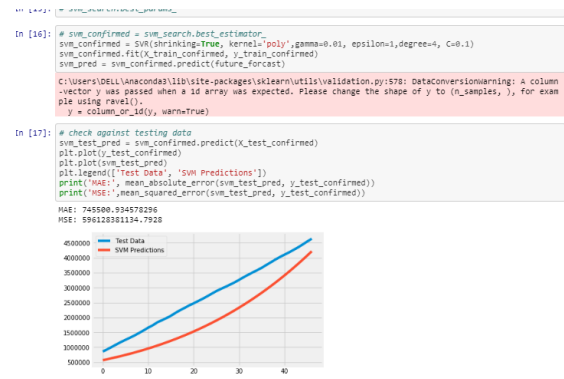 In [15]: # svm_search.best_params_
In [16]: # svm_confirmed = svm_search.best_estimator_
svm_confirmed = SVR(shrinking=True, kernel='poly',gamma=0.01, epsilon=1,degree=4, C=0.1)
svm_confirmed.fit(X_train_confirmed, y_train_confirmed)
svm_pred = svm_confirmed.predict(future_forcast)
C:\Users\DELL\Anaconda3\lib\site-packages\sklearn\utils\validation.py:578: DataConversionWarning: A column
-vector y was passed when a 1d array was expected. Please change the shape of y to (n_samples, ), for exam
ple using ravel().
y = column_or_1d(y, warn=True)
In [17]: # check against testing data
svm_test_pred = svm_confirmed.predict(X_test_confirmed)
plt.plot(y_test_confirmed)
plt.plot(svm_test_pred)
plt.legend(['Test Data', 'SVM Predictions'])
print('MAE:', mean_absolute_error(svm_test_pred, y_test_confirmed))
print('MSE:',mean_squared_error(svm_test_pred, y_test_confirmed))
MAE: 745500.934578296
MSE: 596128381134.7928
Test Data
SVM Predictions
4500000
4000000
3500000
3000000
2500000
2000000
1500000
1000000
500000
0 10 20 30 40